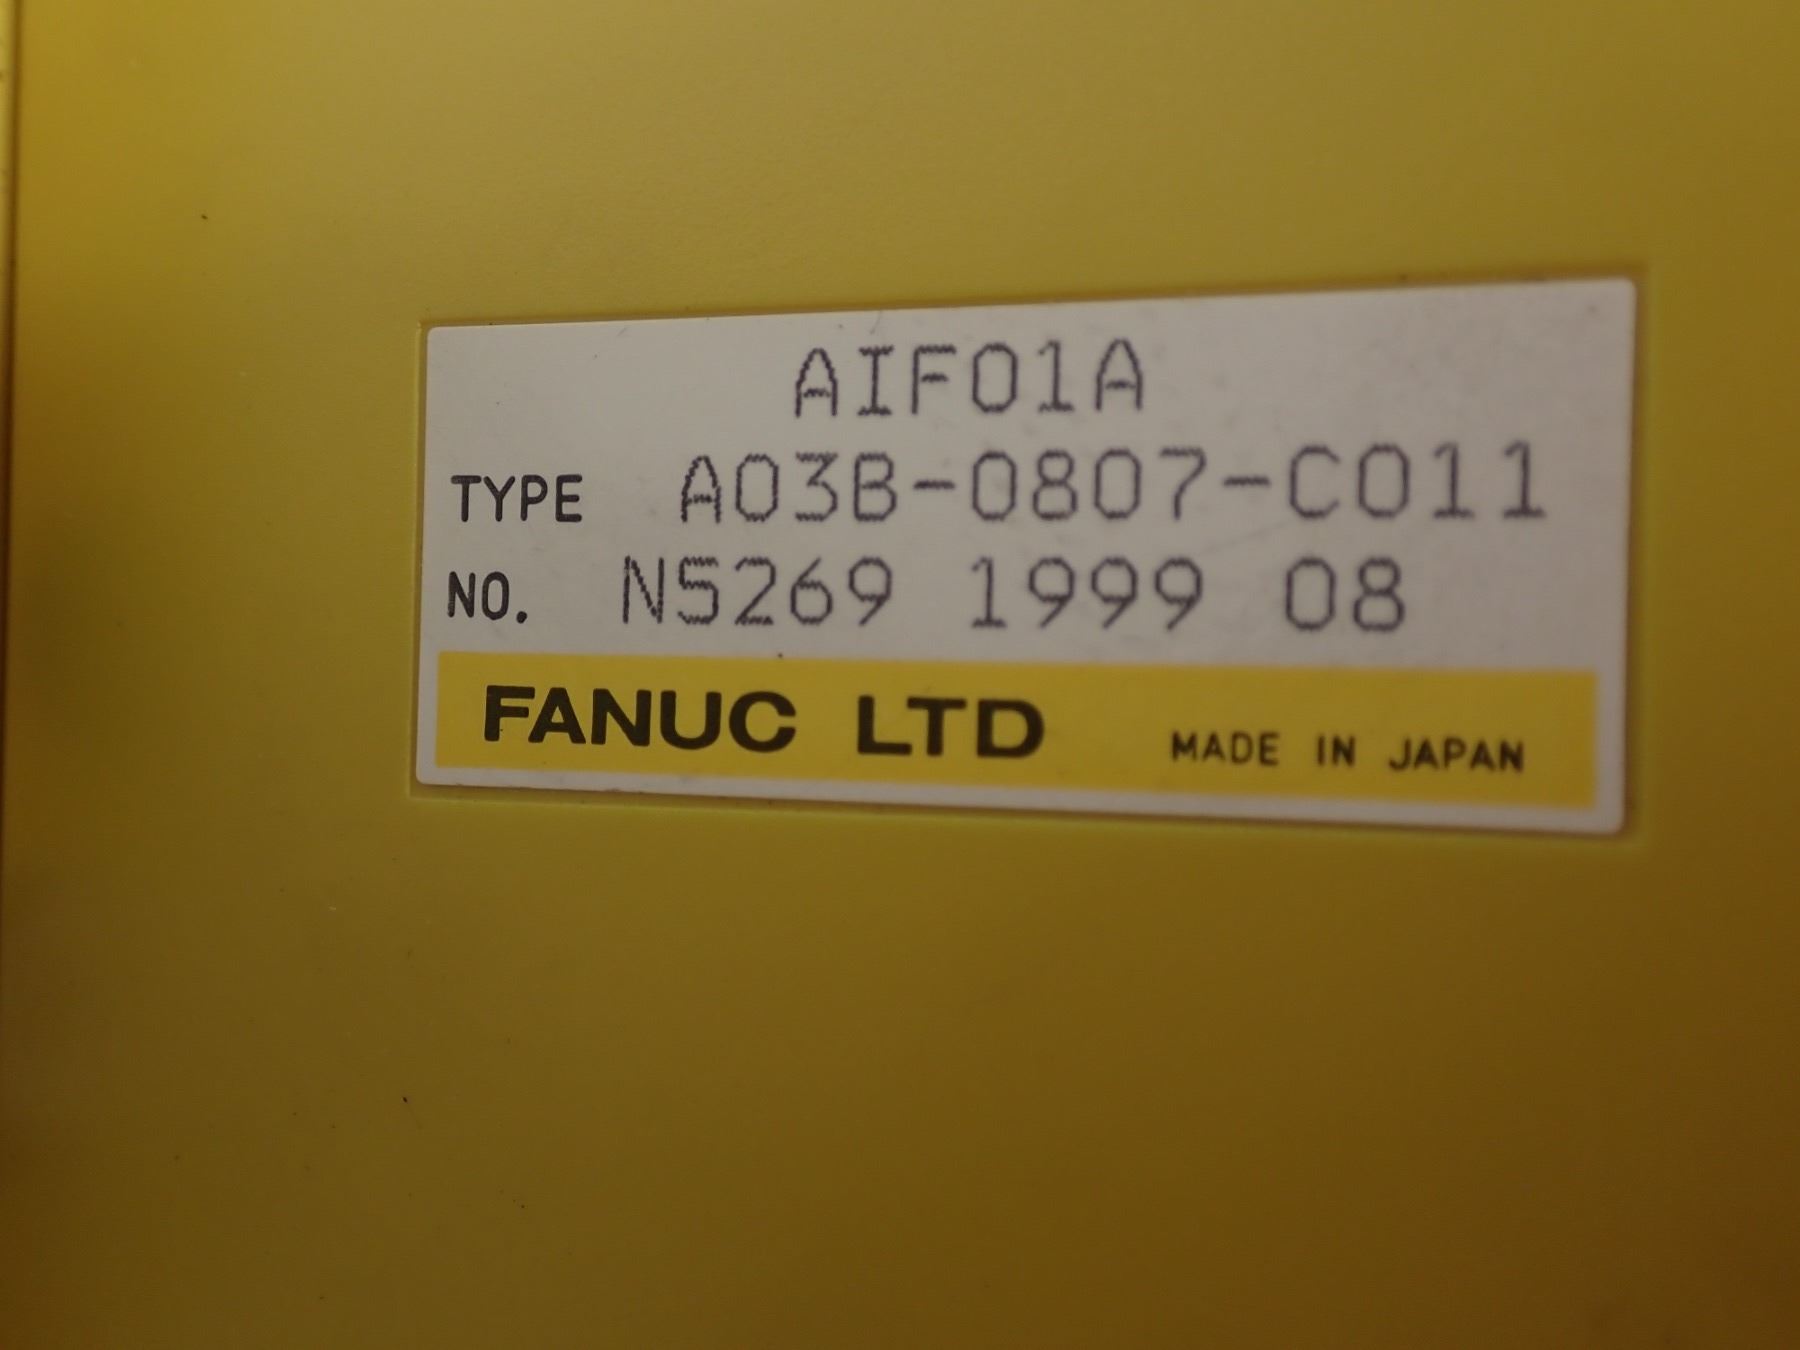 AIF01A
TYPE A03B-0807-C011
NO. N5269 1999 08
FANUC LTD MADE IN JAPAN